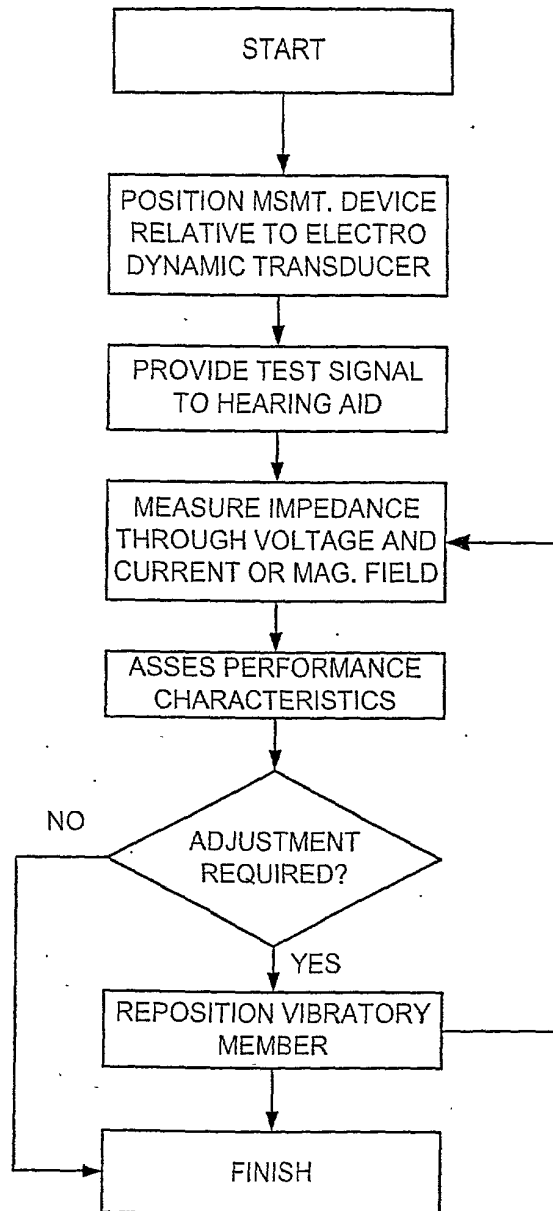 START
POSITION MSMT. DEVICE
RELATIVE TO ELECTRO
DYNAMIC TRANSDUCER
PROVIDE TEST SIGNAL
TO HEARING AID
MEASURE IMPEDANCE
THROUGH VOLTAGE AND
CURRENT OR MAG. FIELD
ASSES PERFORMANCE
CHARACTERISTICS
NO
ADJUSTMENT
REQUIRED?
YES
REPOSITION VIBRATORY
MEMBER
FINISH